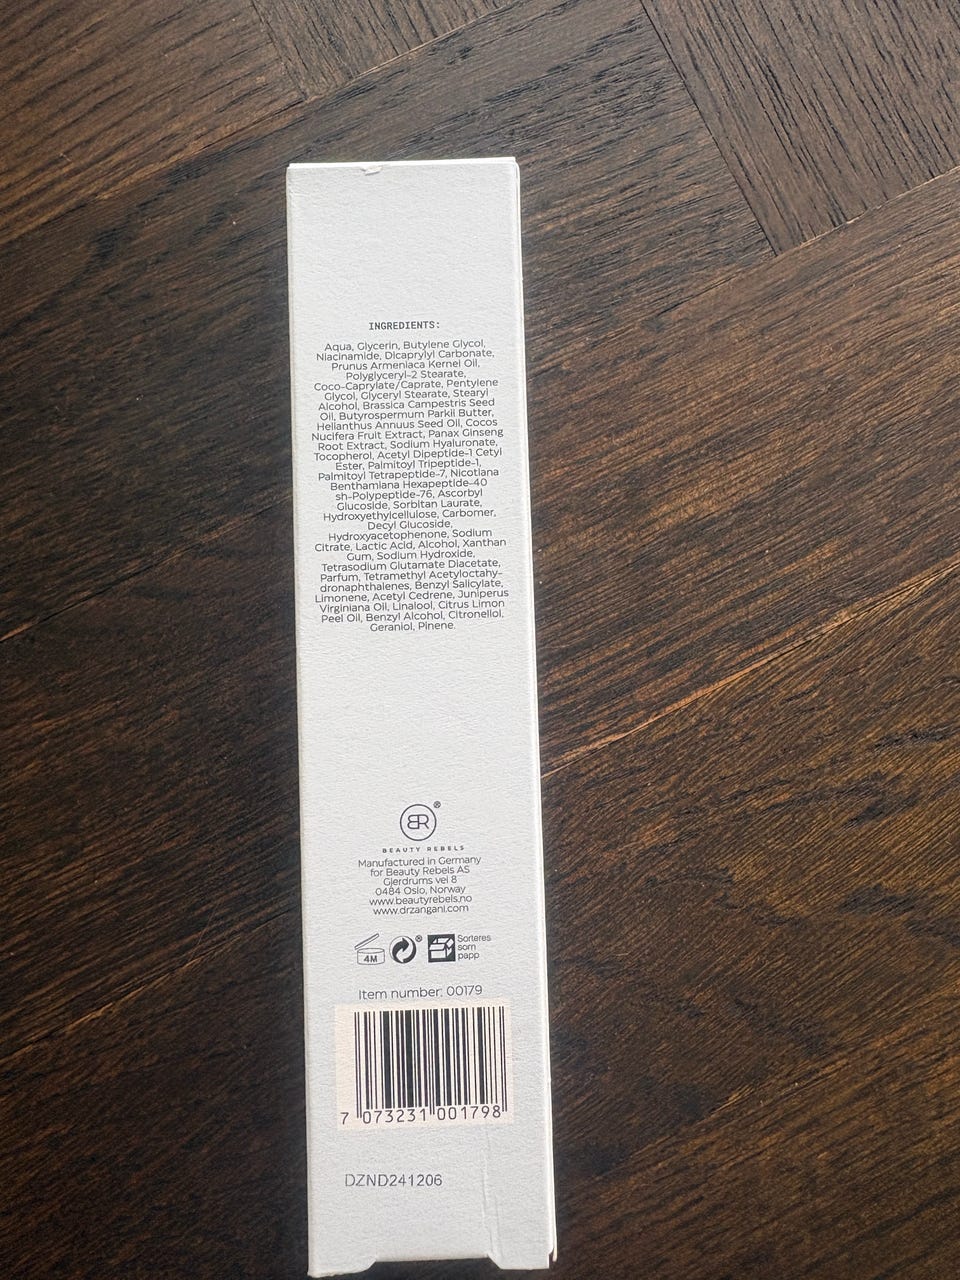 INGREDIENTS:
Aqua, Glycerin, Butylene Glycol,
Niacinamide, Dicaprylyl Carbonate,
Prunus Armeniaca Kernel Oil,
Polyglyceryl-2 Stearate,
Coco-Caprylate/Caprate, Pentylene
Glycol, Glyceryl Stearate, Stearyl
Alcohol, Brassica Campestris Seed
Oil, Butyrospermum Parkii Butter,
Helianthus Annuus Seed Oil, Cocos
Nucifera Fruit Extract, Panax Ginseng
Root Extract, Sodium Hyaluronate,
Tocopherol, Acetyl Dipeptide-1 Cetyl
Ester, Palmitoyl Tripeptide-1,
Palmitoyl Tetrapeptide-7, Nicotiana
Benthamiana Hexapeptide-40
sh-Polypeptide-76, Ascorbyl
Glucoside, Sorbitan Laurate,
Hydroxyethylcellulose, Carbomer,
Decyl Glucoside,
Hydroxyacetophenone, Sodium
Citrate, Lactic Acid, Alcohol, Xanthan
Gum, Sodium Hydroxide,
Tetrasodium Glutamate Diacetate,
Parfum, Tetramethyl Acetyloctahy-
dronaphthalenes, Benzyl Salicylate,
Limonene, Acetyl Cedrene, Juniperus
Virginiana Oil, Linalool, Citrus Limon
Peel Oil, Benzyl Alcohol, Citronellol,
Geraniol, Pinene.
BR®
BEAUTY REBELS
Manufactured in Germany
for Beauty Rebels AS
Gjerdrums vei 8
0484 Oslo, Norway
www.beautyrebels.no
www.drzangani.com
4M
®
Sorteres
som
papp
Item number: 00179
7 073231 001798
DZND241206